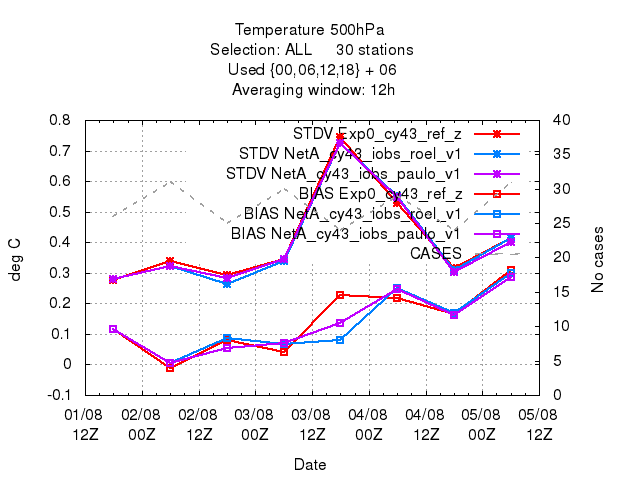 Temperature 500hPa
Selection: ALL 30 stations
Used {00,06,12,18} + 06
Averaging window: 12h
0.8
0.7
0.6
0.5
0.4
0.3
0.2
0.1
0
-0.1
deg C
40
35
30
25
20
15
10
5
0
No cases
STDV Exp0_cy43_ref_z
STDV NetA_cy43_iobs_roel_v1
STDV NetA_cy43_iobs_paulo_v1
BIAS Exp0_cy43_ref_z
BIAS NetA_cy43_iobs_roel_v1
BIAS NetA_cy43_iobs_paulo_v1
CASES
01/08 02/08 02/08 03/08 03/08 04/08 04/08 05/08 05/08
12Z 00Z 12Z 00Z 12Z 00Z 12Z 00Z 12Z
Date